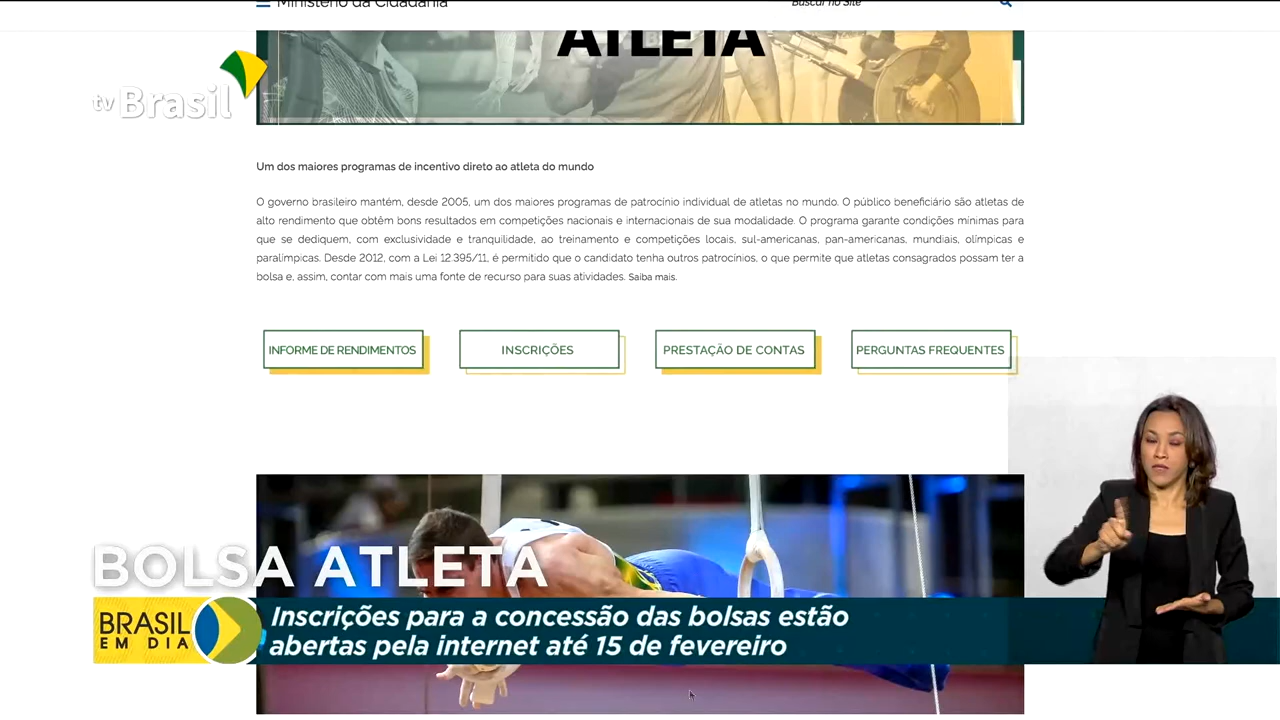 Ministério da Cidadania
Buscar no Site
ATLETA
tv Brasil
Um dos maiores programas de incentivo direto ao atleta do mundo
O governo brasileiro mantém, desde 2005, um dos maiores programas de patrocínio individual de atletas no mundo. O público beneficiário são atletas de
alto rendimento que obtêm bons resultados em competições nacionais e internacionais de sua modalidade. O programa garante condições mínimas para
que se dediquem, com exclusividade e tranquilidade, ao treinamento e competições locais, sul-americanas, pan-americanas, mundiais, olímpicas e
paralímpicas. Desde 2012, com a Lei 12.395/11, é permitido que o candidato tenha outros patrocínios, o que permite que atletas consagrados possam ter a
bolsa e, assim, contar com mais uma fonte de recurso para suas atividades. Saiba mais.
INFORME DE RENDIMENTOS
INSCRIÇÕES
PRESTAÇÃO DE CONTAS
PERGUNTAS FREQUENTES
BOLSA ATLETA
BRASIL
EM DIA
Inscrições para a concessão das bolsas estão
abertas pela internet até 15 de fevereiro